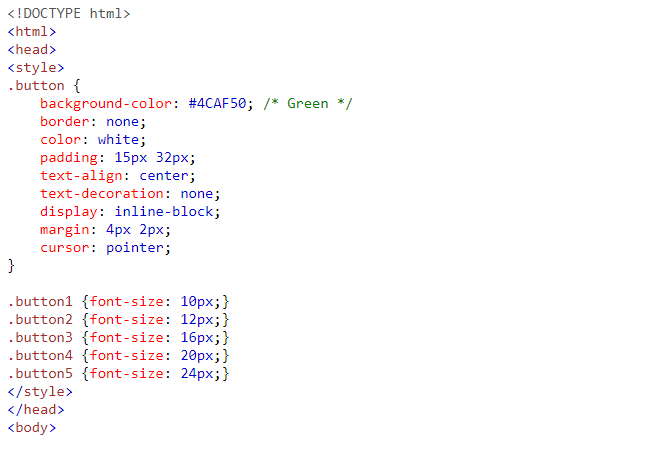 <!DOCTYPE html>
<html>
<head>
<style>
.button {
    background-color: #4CAF50; /* Green */
    border: none;
    color: white;
    padding: 15px 32px;
    text-align: center;
    text-decoration: none;
    display: inline-block;
    margin: 4px 2px;
    cursor: pointer;
}

.button1 {font-size: 10px;}
.button2 {font-size: 12px;}
.button3 {font-size: 16px;}
.button4 {font-size: 20px;}
.button5 {font-size: 24px;}
</style>
</head>
<body>